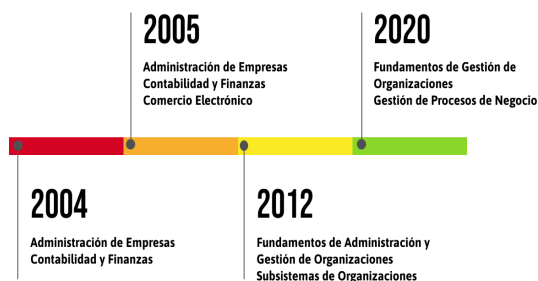 2005
Administración de Empresas
Contabilidad y Finanzas
Comercio Electrónico
2020
Fundamentos de Gestión de
Organizaciones
Gestión de Procesos de Negocio
2004
Administración de Empresas
Contabilidad y Finanzas
2012
Fundamentos de Administración y
Gestión de Organizaciones
Subsistemas de Organizaciones